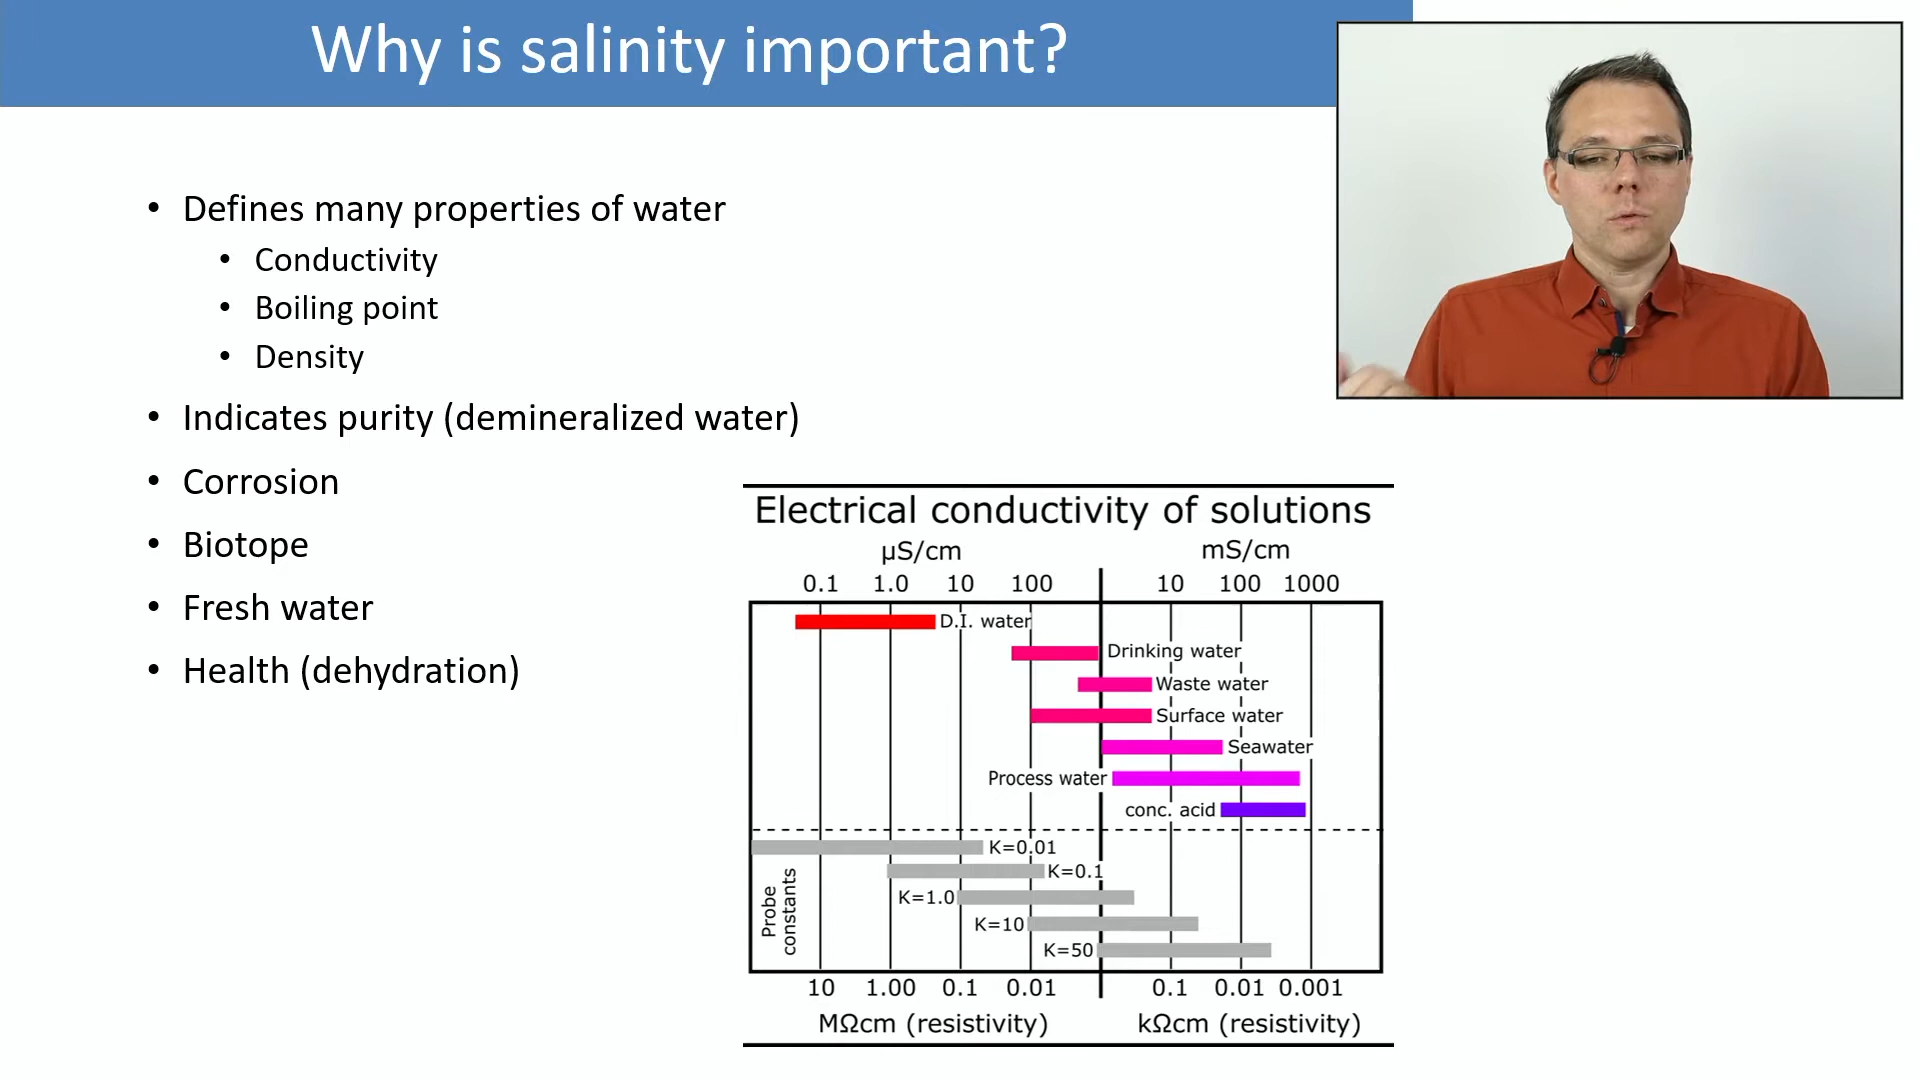 Why is salinity important?
• Defines many properties of water
• Conductivity
• Boiling point
• Density
• Indicates purity (demineralized water)
• Corrosion
• Biotope
• Fresh water
• Health (dehydration)
Electrical conductivity of solutions
µS/cm mS/cm
0.1 1.0 10 100 10 100 1000
D.I. water
Drinking water
Waste water
Surface water
Seawater
Process water
conc. acid
Probe
constants
K=0.01
K=0.1
K=1.0
K=10
K=50
10 1.00 0.1 0.01 0.1 0.01 0.001
MΩcm (resistivity) kΩcm (resistivity)